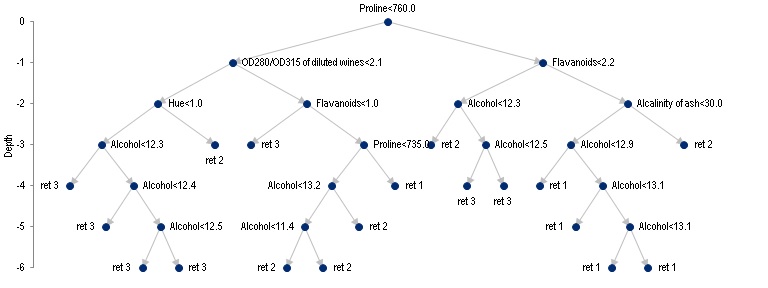 Proline<760.0
0
-1
OD280/OD315 of diluted wines<2.1
Flavanoids<2.2
-2
Hue<1.0
Flavanoids<1.0
Alcohol<12.3
Alcalinity of ash<30.0
Depth
-3
Alcohol<12.3
ret 2
ret 3
Proline<735.0
ret 2
Alcohol<12.5
Alcohol<12.9
ret 2
-4
ret 3
Alcohol<12.4
Alcohol<13.2
ret 1
ret 3
ret 3
ret 1
Alcohol<13.1
-5
ret 3
Alcohol<12.5
Alcohol<11.4
ret 2
ret 1
Alcohol<13.1
-6
ret 3
ret 3
ret 2
ret 2
ret 1
ret 1